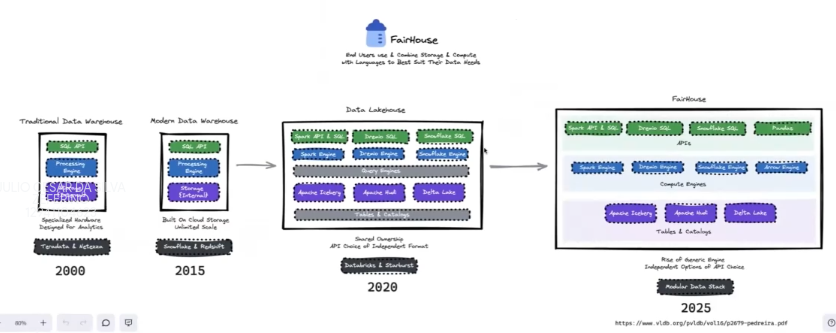 FairHouse
End Users use & Combine Storage & Compute
with Languages to Best Suit Their Data Needs
Traditional Data Warehouse
SQL API
Processing Engine
Specialized Hardware
Designed for Analytics
Teradata & Netezza
2000
Modern Data Warehouse
SQL API
Processing Engine
Storage
(External)
Built On Cloud Storage
Unlimited Scale
Snowflake & Redshift
2015
Data Lakehouse
Spark API & SQL
Dremio SQL
Snowflake SQL
Spark Engine
Dremio Engine
Snowflake Engine
Query Engines
Apache Iceberg
Apache Hudi
Delta Lake
Tables & Catalogs
Shared Ownership
API Choice of Independent Format
Databricks & Starburst
2020
FairHouse
Spark API & SQL
Dremio SQL
Snowflake SQL
Pandas
APIs
Spark Engine
Dremio Engine
Snowflake Engine
Compute Engines
Apache Iceberg
Apache Hudi
Delta Lake
Tables & Catalogs
Rise of Generic Engine
Independent Options of API Choice
Modular Data Stack
2025
https://www.vldb.org/pvldb/vol16/p2679-pedreira.pdf
80%